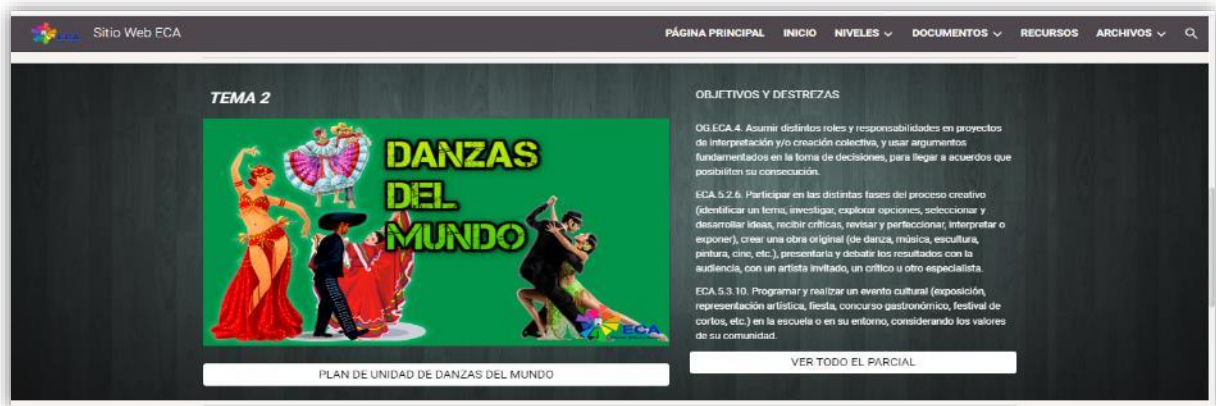 ECA
Sitio Web ECA
PÁGINA PRINCIPAL INICIO NIVELES DOCUMENTOS RECURSOS ARCHIVOS
TEMA 2
DANZAS
DEL
MUNDO
ECA
PLAN DE UNIDAD DE DANZAS DEL MUNDO
OBJETIVOS Y DESTREZAS
OG.ECA.4. Asumir distintos roles y responsabilidades en proyectos
de interpretación y/o creación colectiva, y usar argumentos
fundamentados en la toma de decisiones, para llegar a acuerdos que
posibiliten su consecución.
ECA.5.2.6. Participar en las distintas fases del proceso creativo
(identificar un tema, investigar, explorar opciones, seleccionar y
desarrollar ideas, recibir críticas, revisar y perfeccionar, interpretar o
exponer), crear una obra original (de danza, música, escultura,
pintura, cine, etc.), presentarla y debatir los resultados con la
audiencia, con un artista invitado, un crítico u otro especialista.
ECA.5.3.10. Programar y realizar un evento cultural (exposición,
representación artística, fiesta, concurso gastronómico, festival de
cortos, etc.) en la escuela o en su entorno, considerando los valores
de su comunidad.
VER TODO EL PARCIAL